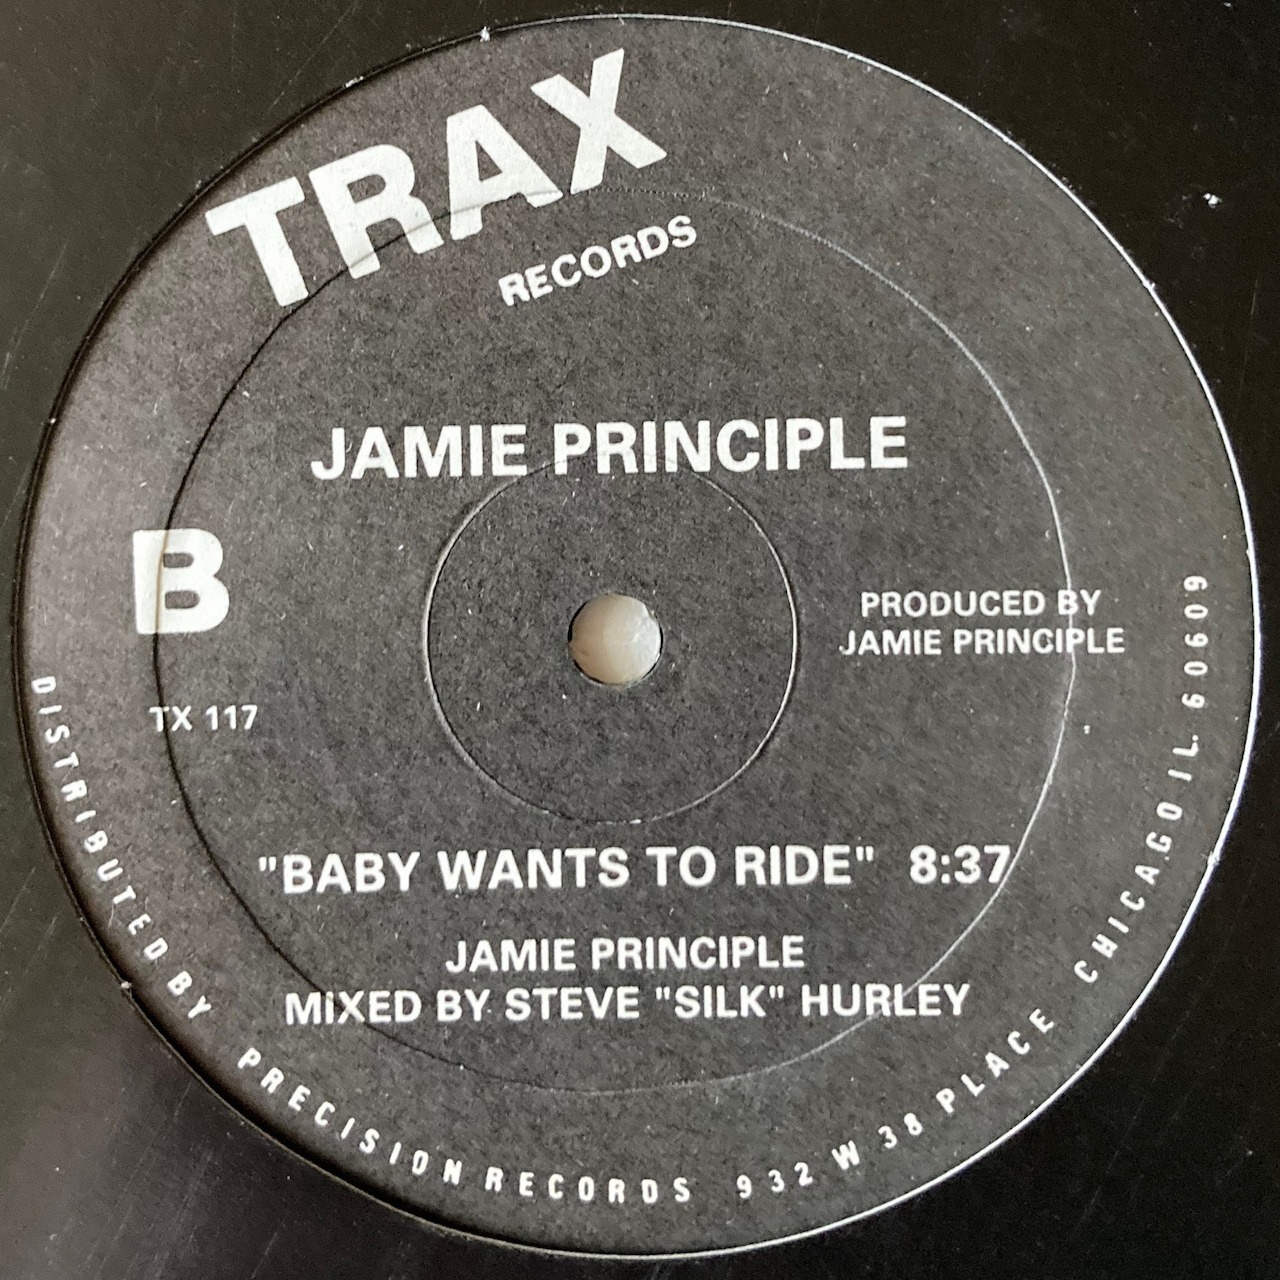 TRAX
RECORDS
JAMIE PRINCIPLE
B
PRODUCED BY
JAMIE PRINCIPLE
TX 117
"BABY WANTS TO RIDE" 8:37
JAMIE PRINCIPLE
MIXED BY STEVE "SILK" HURLEY
DISTRIBUTED BY PRECISION RECORDS 932 W 38 PLACE CHICAGO IL. 60609